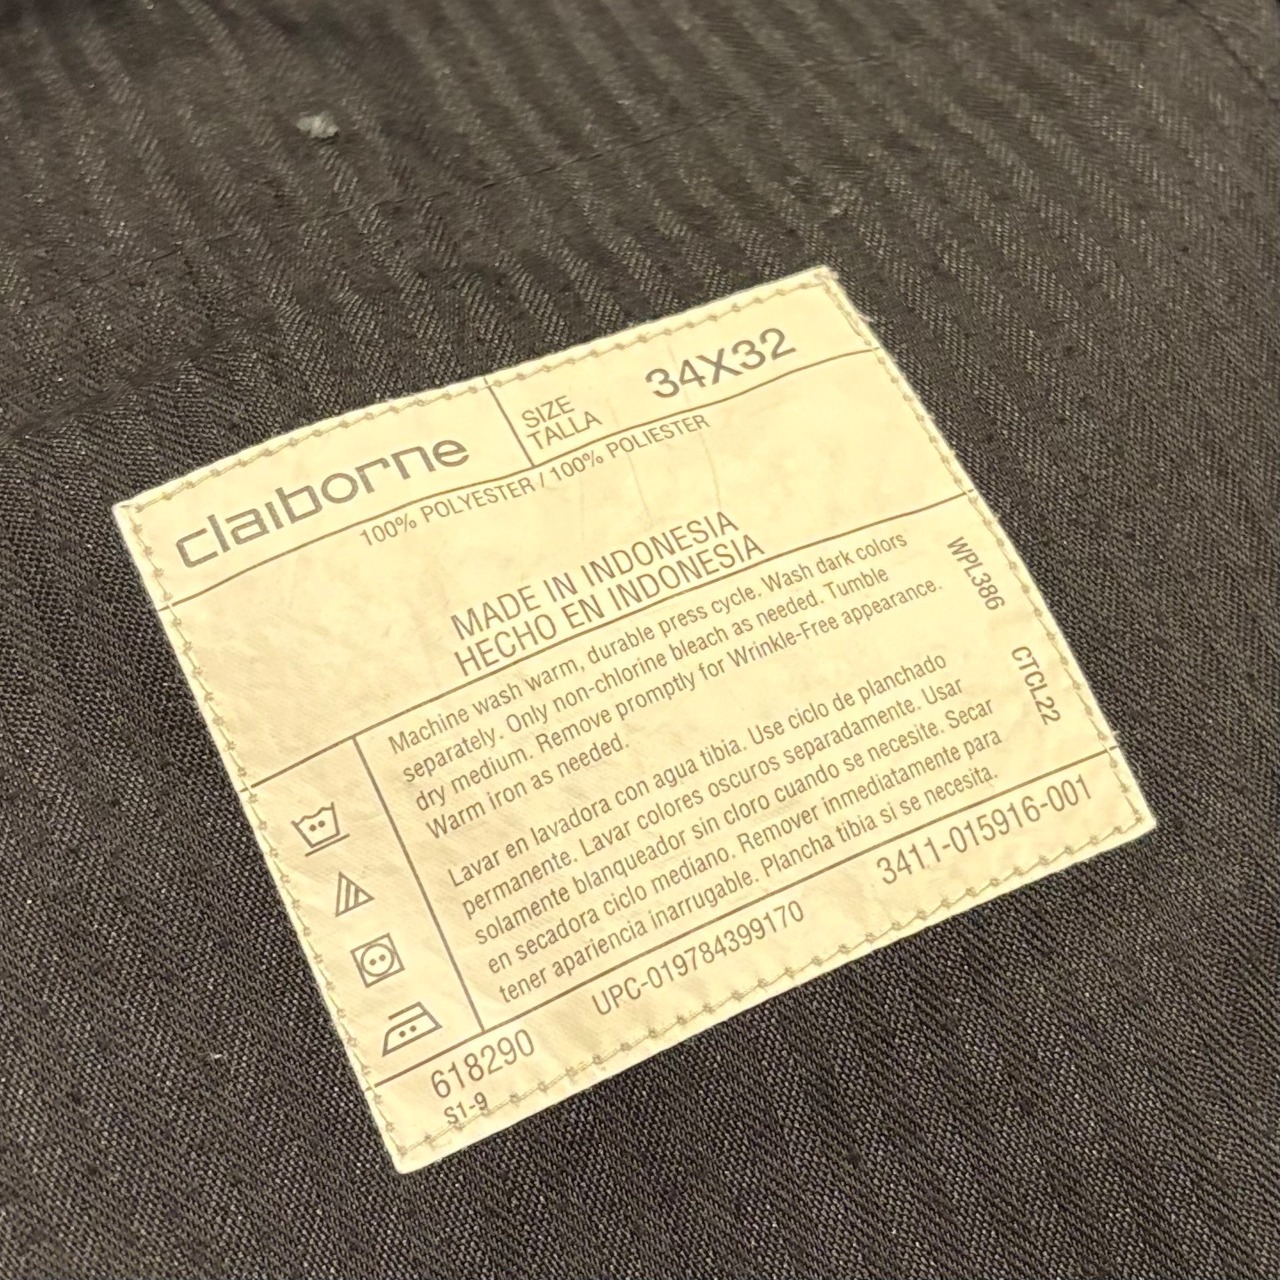 claiborne
SIZE
TALLA
34X32
100% POLYESTER / 100% POLIESTER
MADE IN INDONESIA
HECHO EN INDONESIA
Machine wash warm, durable press cycle. Wash dark colors
separately. Only non-chlorine bleach as needed. Tumble
dry medium. Remove promptly for Wrinkle-Free appearance.
Warm iron as needed.
Lavar en lavadora con agua tibia. Use ciclo de planchado
permanente. Lavar colores oscuros separadamente. Usar
solamente blanqueador sin cloro cuando se necesite. Secar
en secadora ciclo mediano. Remover inmediatamente para
tener apariencia inarrugable. Plancha tibia si se necesita.
WPL386
CTCL22
618290
UPC-019784399170
3411-015916-001
S1-9